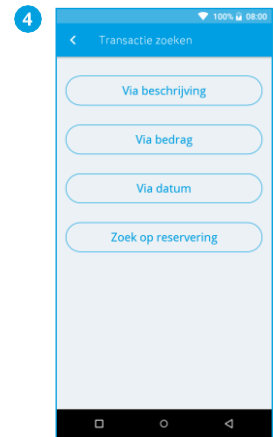 4
100% 08:00
Transactie zoeken
Via beschrijving
Via bedrag
Via datum
Zoek op reservering